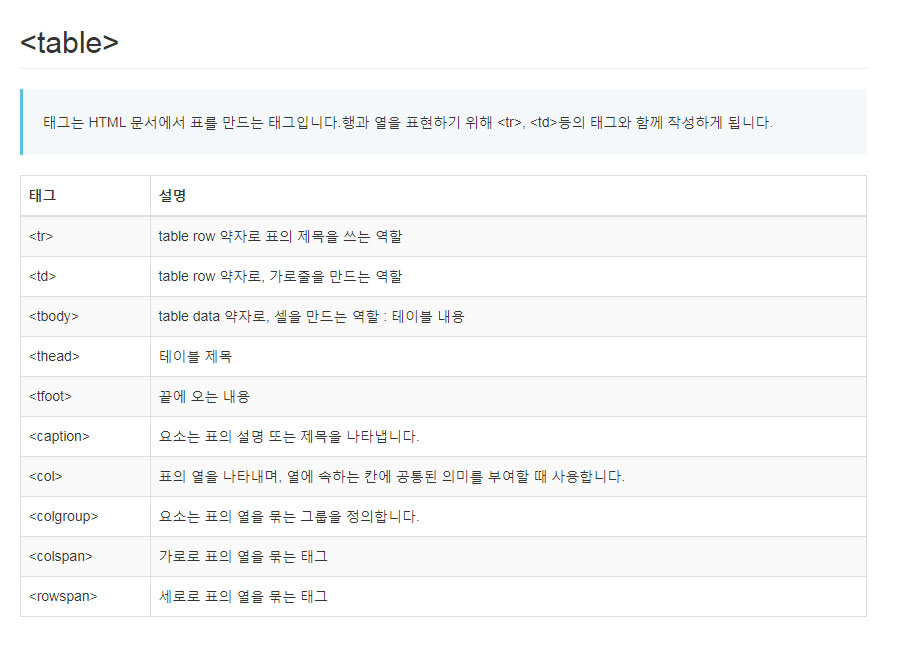 <table>
태그는 HTML 문서에서 표를 만드는 태그입니다.행과 열을 표현하기 위해 <tr>, <td>등의 태그와 함께 작성하게 됩니다.
태그 설명
<tr> table row 약자로 표의 제목을 쓰는 역할
<td> table row 약자로, 가로줄을 만드는 역할
<tbody> table data 약자로, 셀을 만드는 역할 : 테이블 내용
<thead> 테이블 제목
<tfoot> 끝에 오는 내용
<caption> 요소는 표의 설명 또는 제목을 나타냅니다.
<col> 표의 열을 나타내며, 열에 속하는 칸에 공통된 의미를 부여할 때 사용합니다.
<colgroup> 요소는 표의 열을 묶는 그룹을 정의합니다.
<colspan> 가로로 표의 열을 묶는 태그
<rowspan> 세로로 표의 열을 묶는 태그